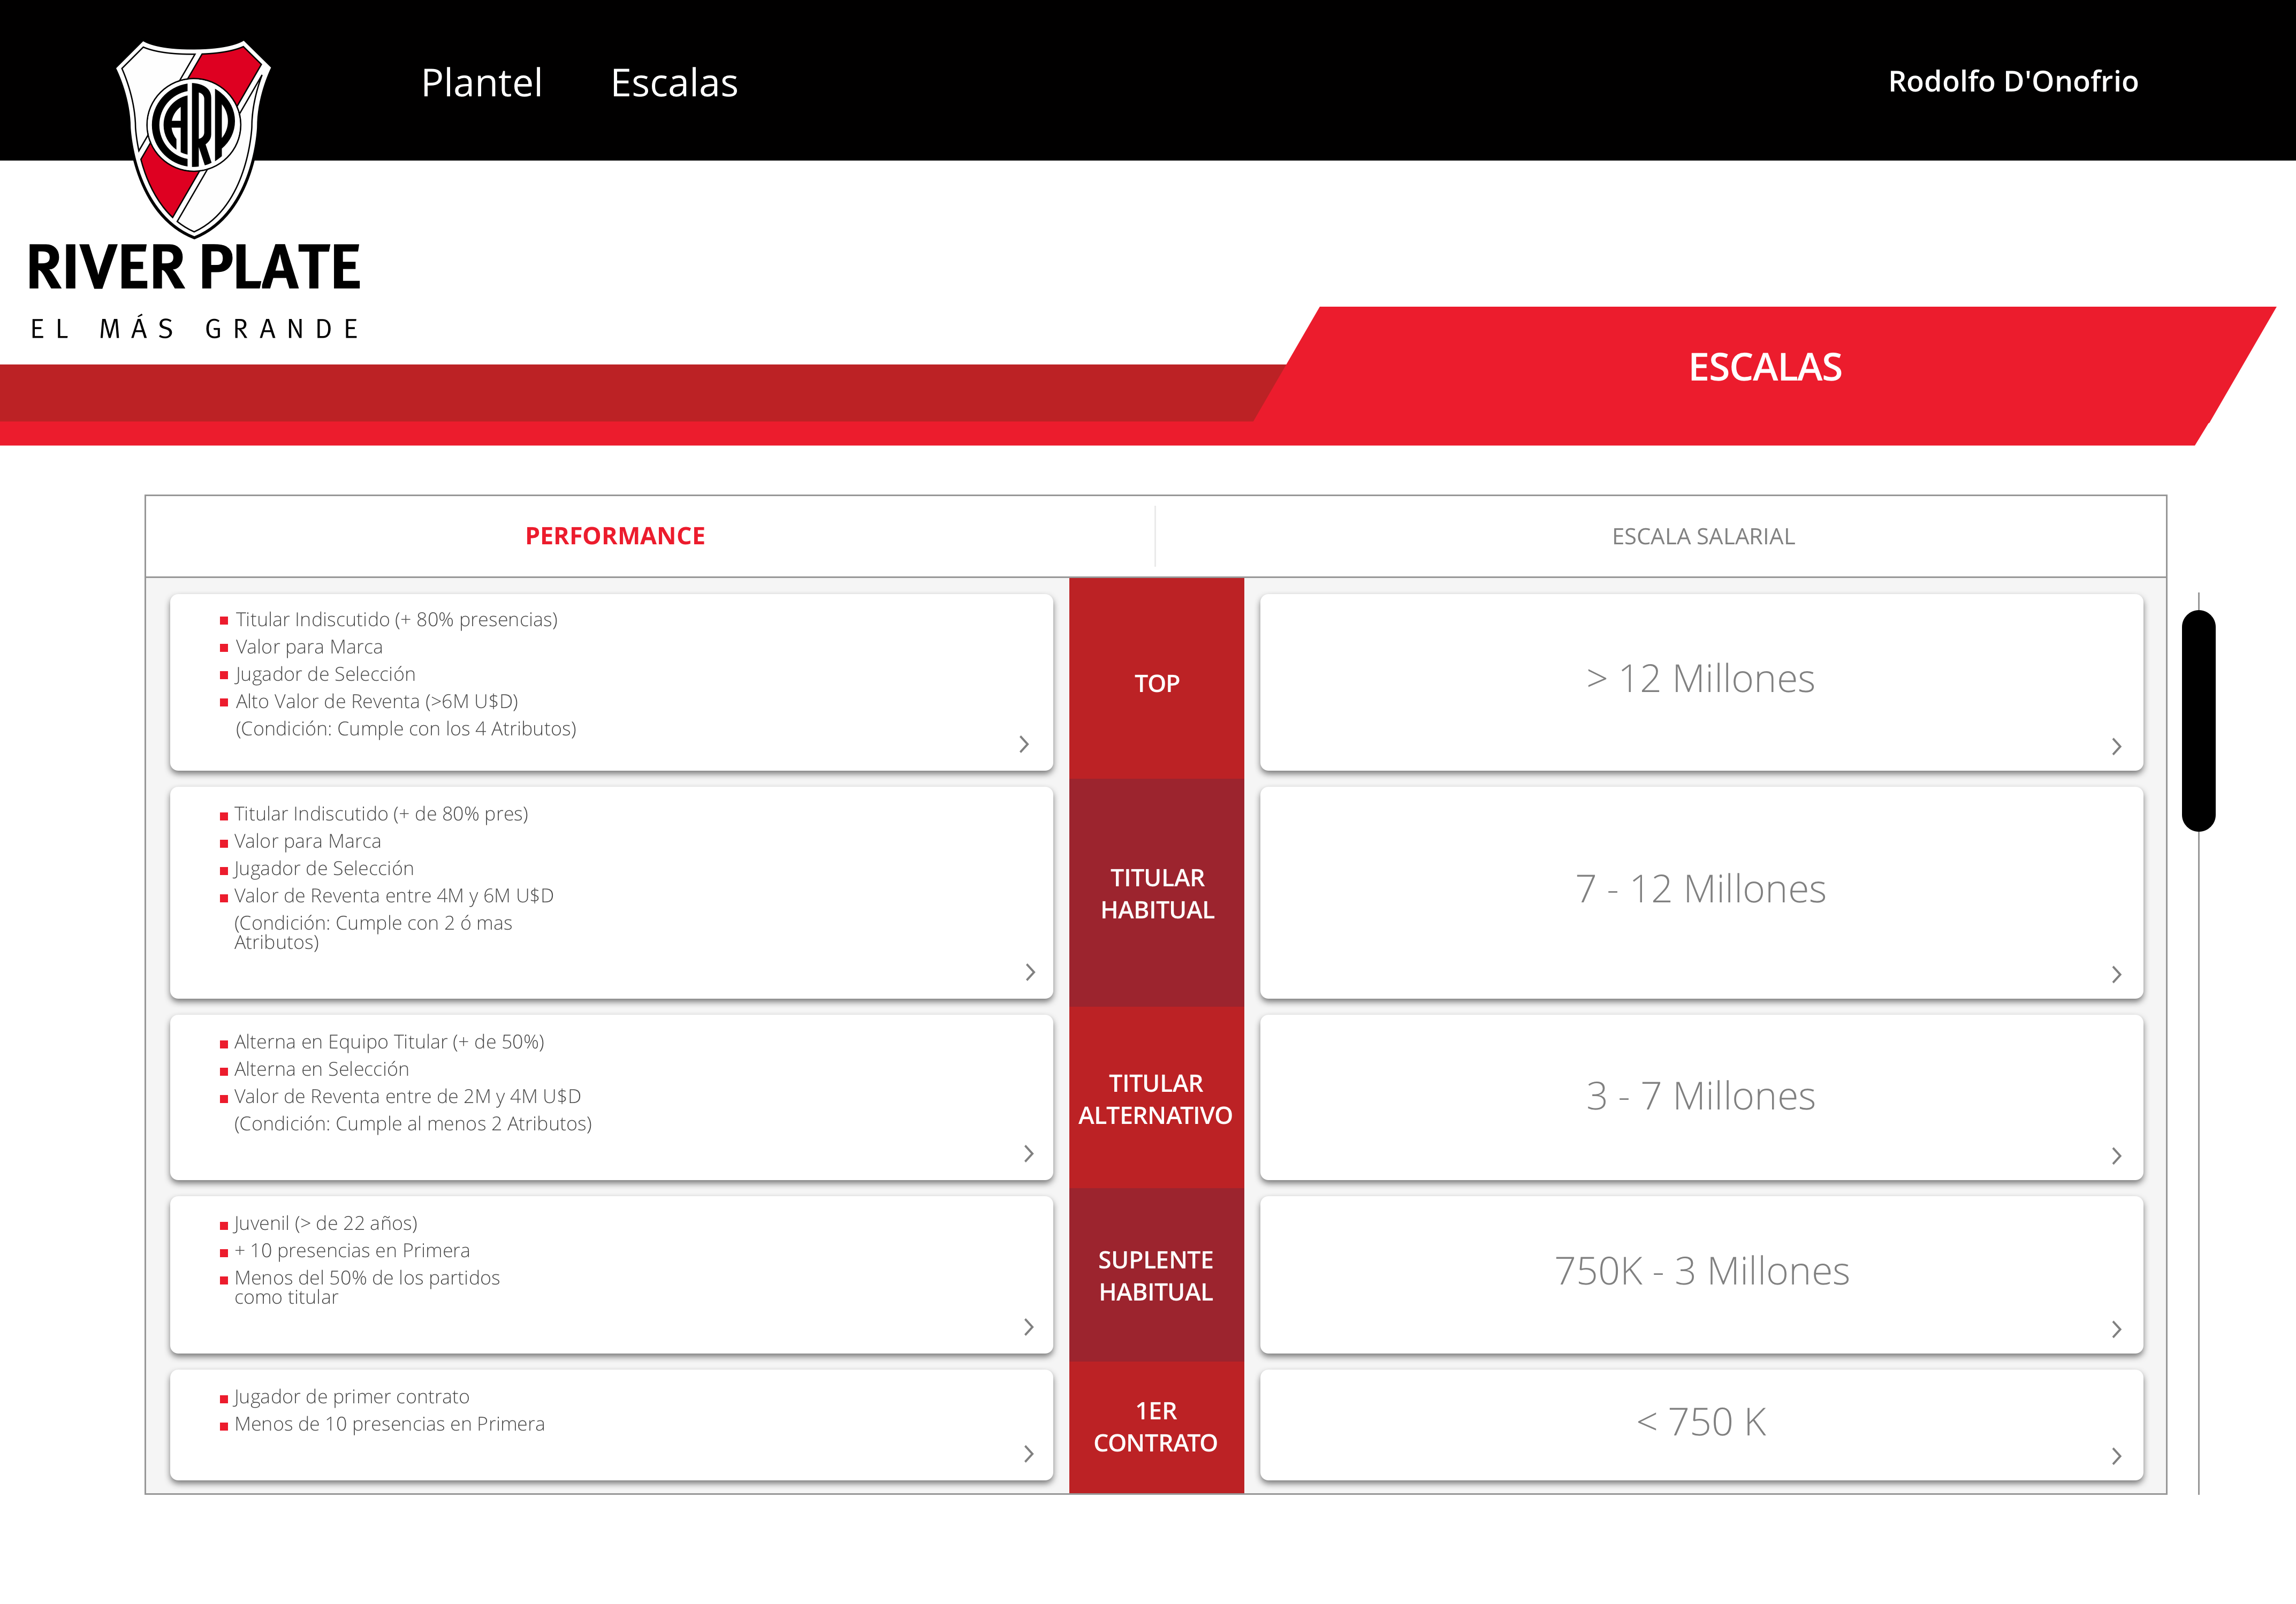 Plantel Escalas Rodolfo D'Onofrio
CARP
RIVER PLATE
EL MÁS GRANDE
ESCALAS
PERFORMANCE ESCALA SALARIAL
Titular Indiscutido (+ 80% presencias)
Valor para Marca
Jugador de Selección
Alto Valor de Reventa (>6M U$D)
(Condición: Cumple con los 4 Atributos)
TOP
> 12 Millones
Titular Indiscutido (+ de 80% pres)
Valor para Marca
Jugador de Selección
Valor de Reventa entre 4M y 6M U$D
(Condición: Cumple con 2 ó mas
Atributos)
TITULAR
HABITUAL
7 - 12 Millones
Alterna en Equipo Titular (+ de 50%)
Alterna en Selección
Valor de Reventa entre de 2M y 4M U$D
(Condición: Cumple al menos 2 Atributos)
TITULAR
ALTERNATIVO
3 - 7 Millones
Juvenil (> de 22 años)
+ 10 presencias en Primera
Menos del 50% de los partidos
como titular
SUPLENTE
HABITUAL
750K - 3 Millones
Jugador de primer contrato
Menos de 10 presencias en Primera
1ER
CONTRATO
< 750 K